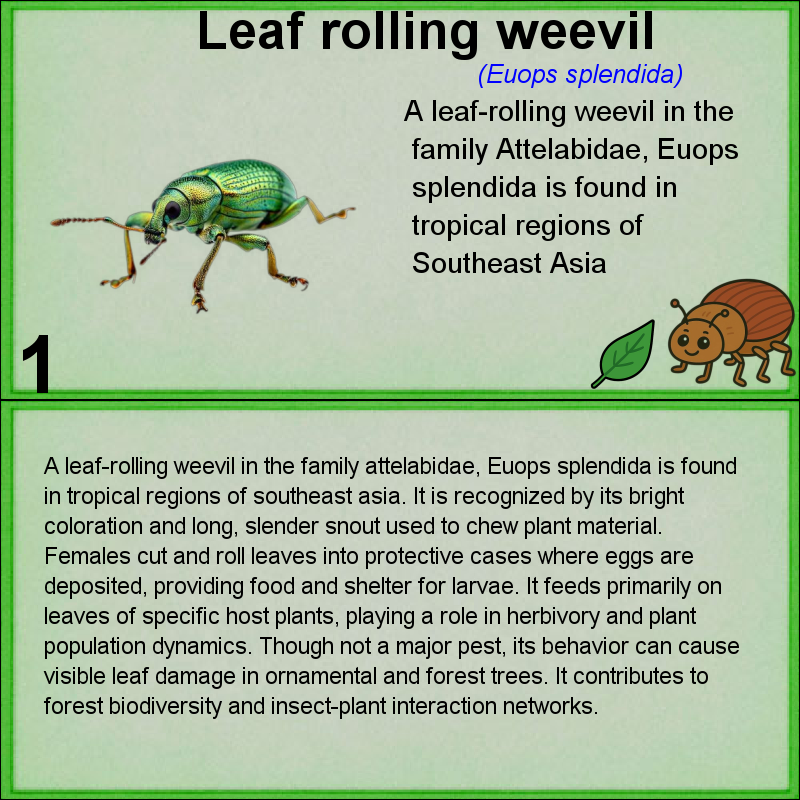 Leaf rolling weevil
(Euops splendida)
A leaf-rolling weevil in the
family Attelabidae, Euops
splendida is found in
tropical regions of
Southeast Asia
1
A leaf-rolling weevil in the family attelabidae, Euops splendida is found
in tropical regions of southeast asia. It is recognized by its bright
coloration and long, slender snout used to chew plant material.
Females cut and roll leaves into protective cases where eggs are
deposited, providing food and shelter for larvae. It feeds primarily on
leaves of specific host plants, playing a role in herbivory and plant
population dynamics. Though not a major pest, its behavior can cause
visible leaf damage in ornamental and forest trees. It contributes to
forest biodiversity and insect-plant interaction networks.